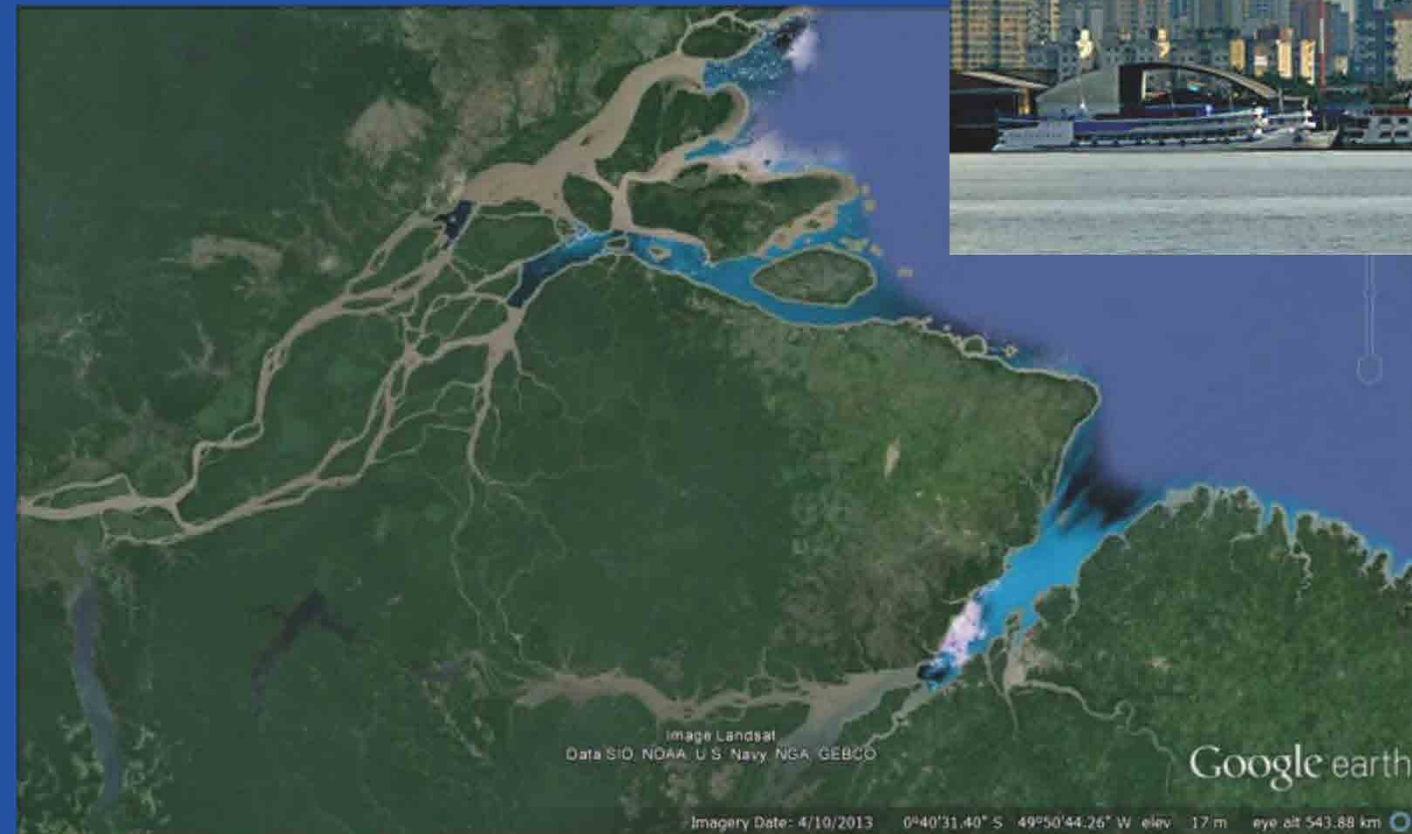 Image Landsat
Data SIO, NOAA, U.S. Navy, NGA, GEBCO
Google earth
Imagery Date: 4/10/2013 0°40'31.40" S 49°50'44.26" W elev 17 m eye alt 543.88 km